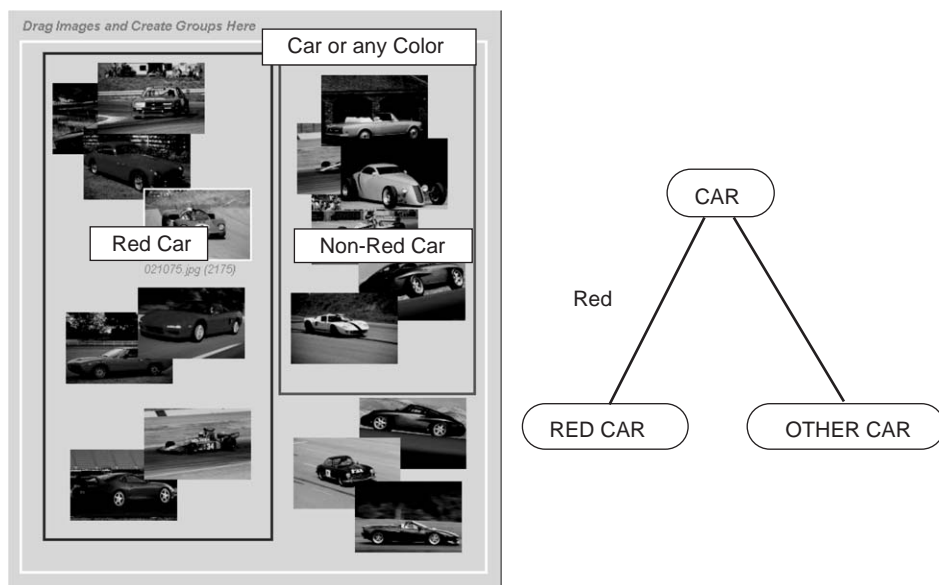 Drag Images and Create Groups Here
Car or any Color
Red Car
Non-Red Car
021075.jpg (2175)
CAR
Red
RED CAR
OTHER CAR